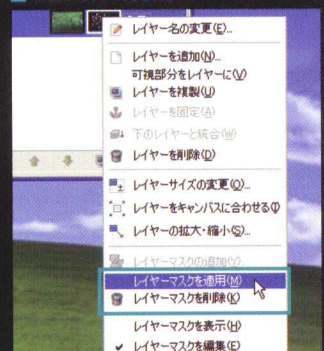 レイヤー名の変更(E)...
レイヤーを追加(N)...
可視部分をレイヤーに(V)
レイヤーを複製(U)
レイヤーを固定(A)
下のレイヤーと統合(W)
レイヤーを削除(D)
レイヤーサイズの変更(O)...
レイヤーをキャンバスに合わせる(I)
レイヤーの拡大・縮小(S)...
レイヤーマスクの追加(Y)...
レイヤーマスクを適用(M)
レイヤーマスクを削除(K)
レイヤーマスクを表示(H)
レイヤーマスクを編集(E)